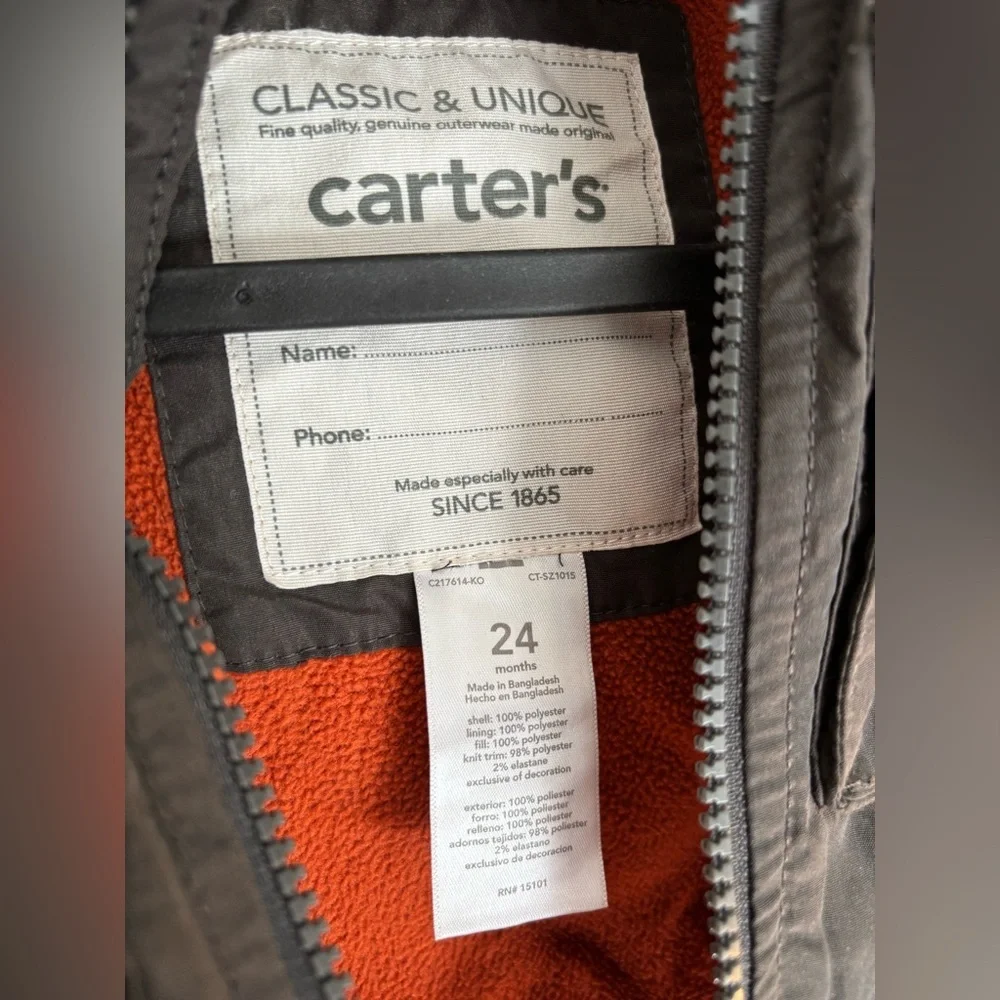 CLASSIC & UNIQUE
Fine quality, genuine outerwear made original
carter's
Name:
Phone:
Made especially with care
SINCE 1865
C217614-KO CT-SZ1015
24
months
Made in Bangladesh
Hecho en Bangladesh
shell: 100% polyester
lining: 100% polyester
fill: 100% polyester
knit trim: 98% polyester
2% elastane
exclusive of decoration
exterior: 100% poliester
forro: 100% poliester
relleno: 100% poliester
adornos tejidos: 98% poliester
2% elastano
exclusivo de decoracion
RN# 15101